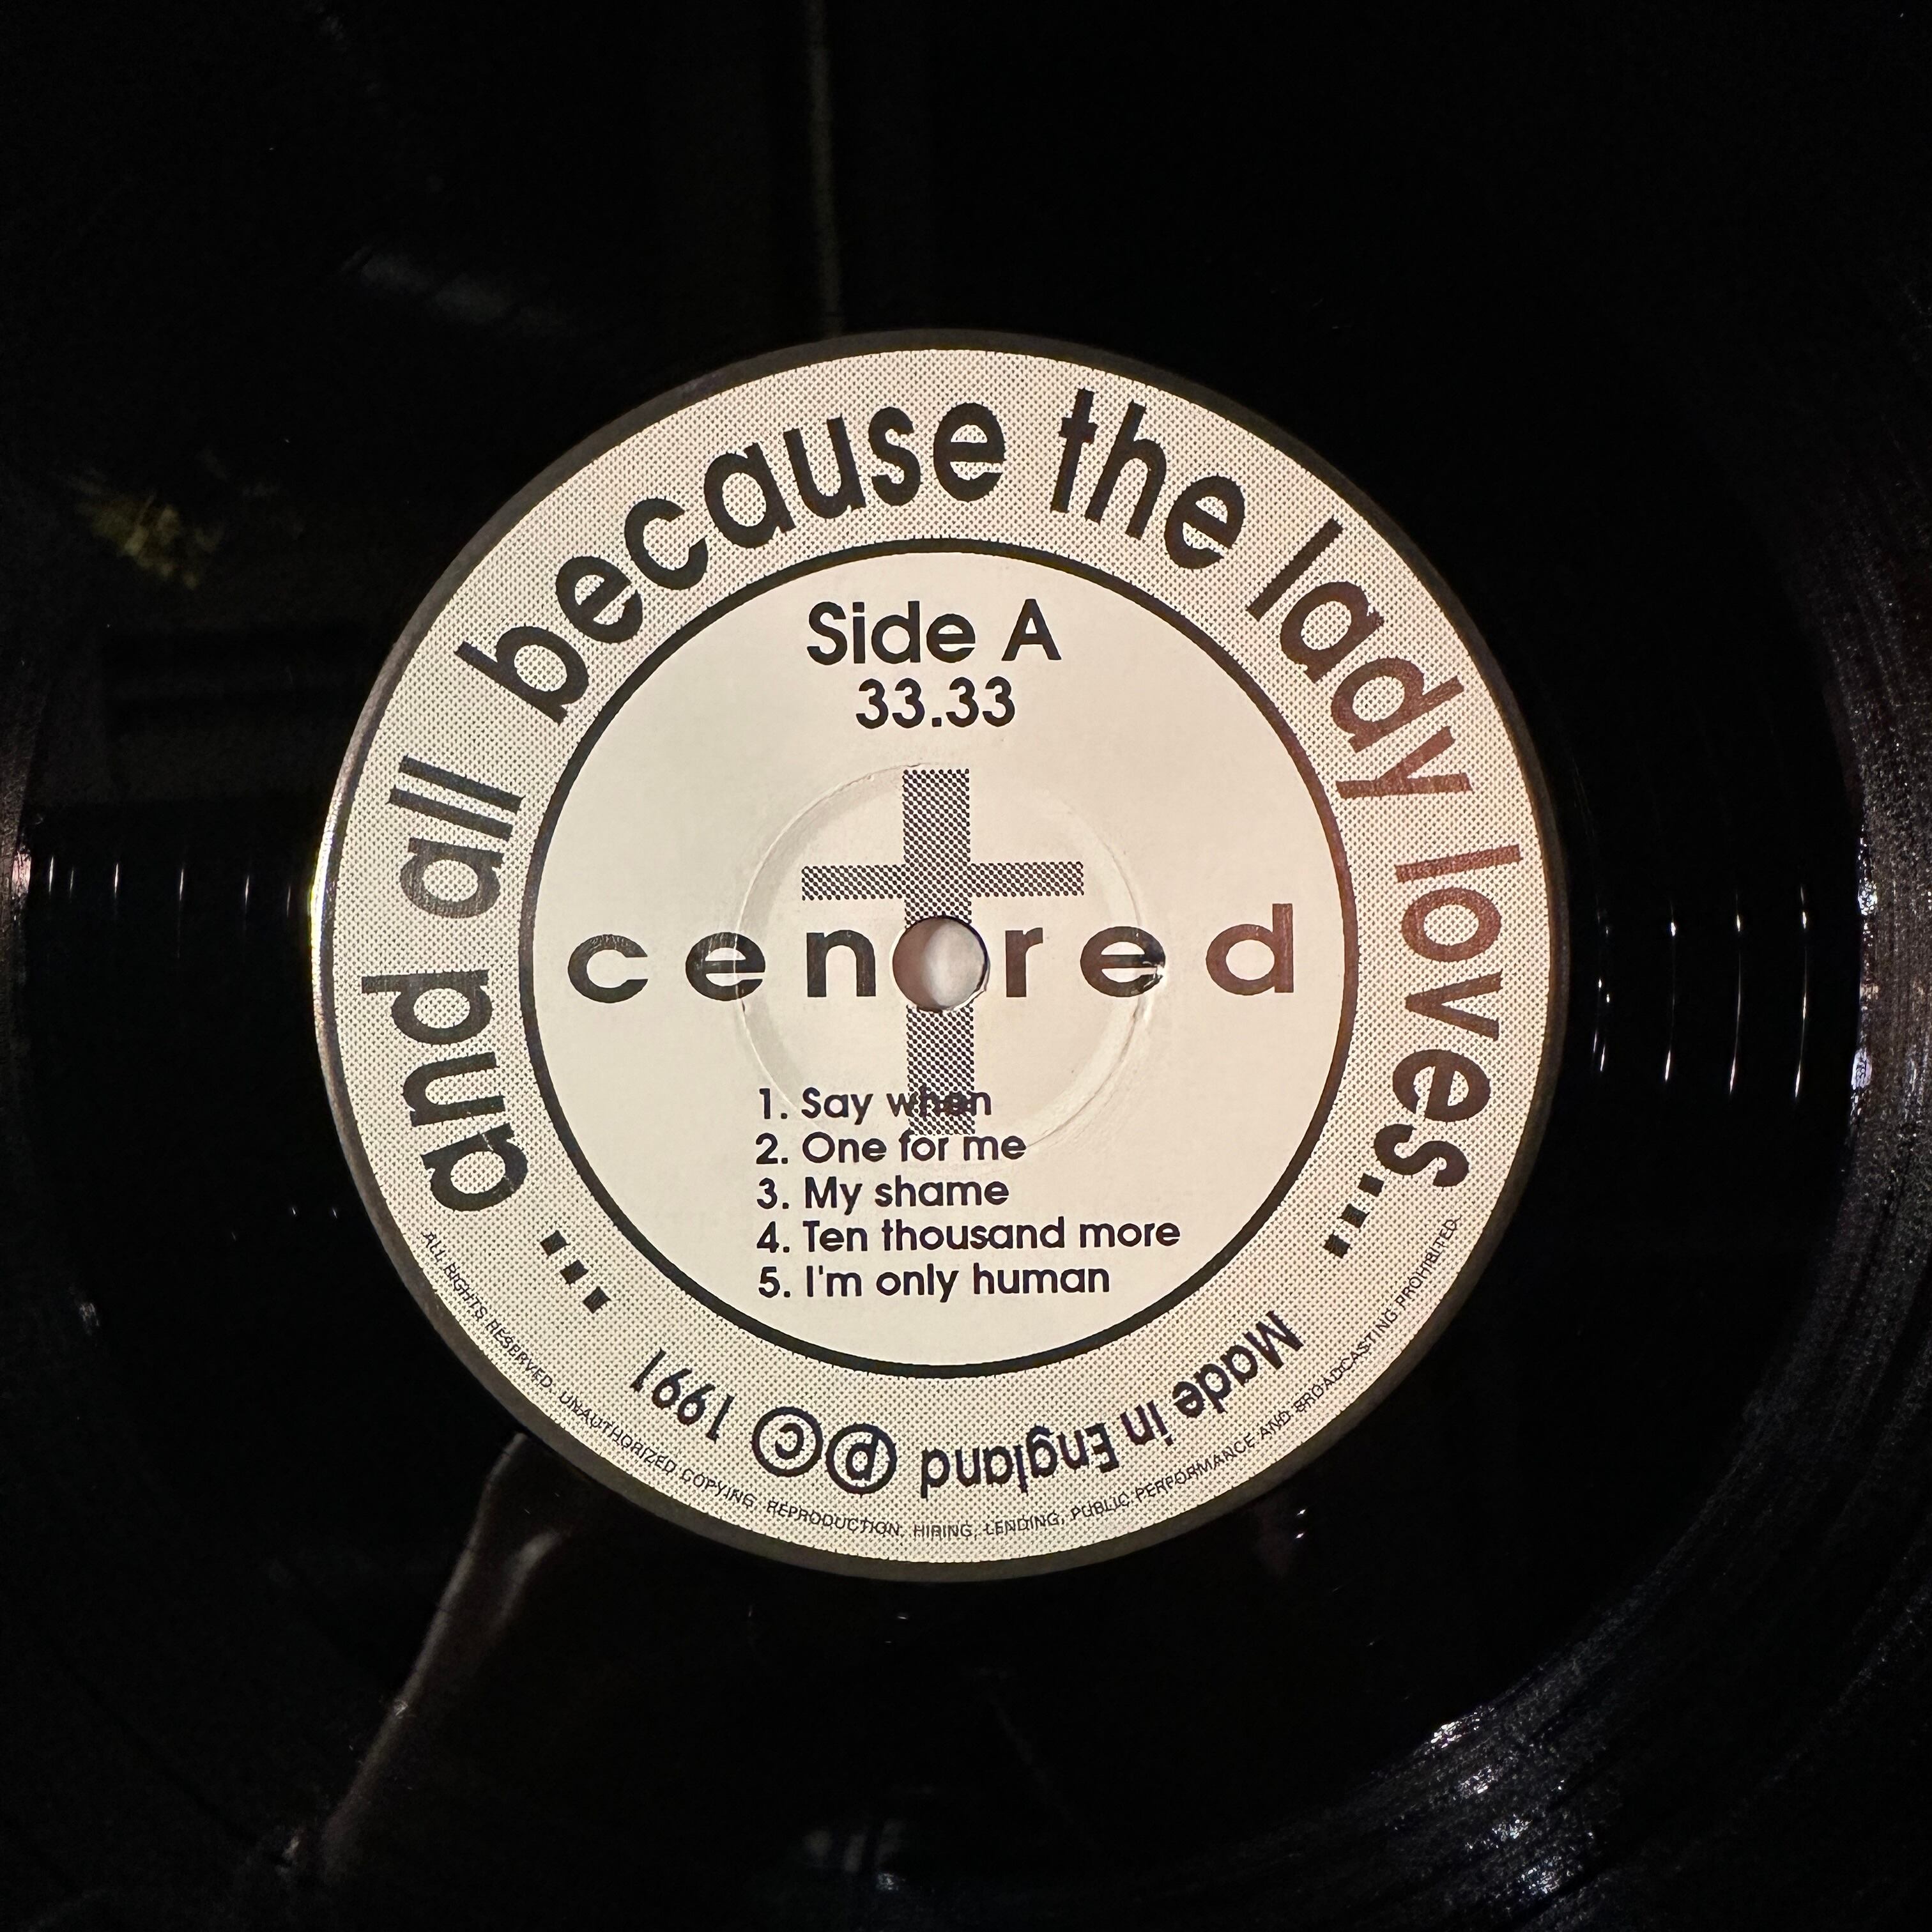 ...and all because the lady loves...
Side A
33.33
cen red
1. Say when
2. One for me
3. My shame
4. Ten thousand more
5. I'm only human
Made in England ⓟ© 1991
ALL RIGHTS RESERVED. UNAUTHORIZED COPYING, REPRODUCTION, HIRING, LENDING, PUBLIC PERFORMANCE AND BROADCASTING PROHIBITED.